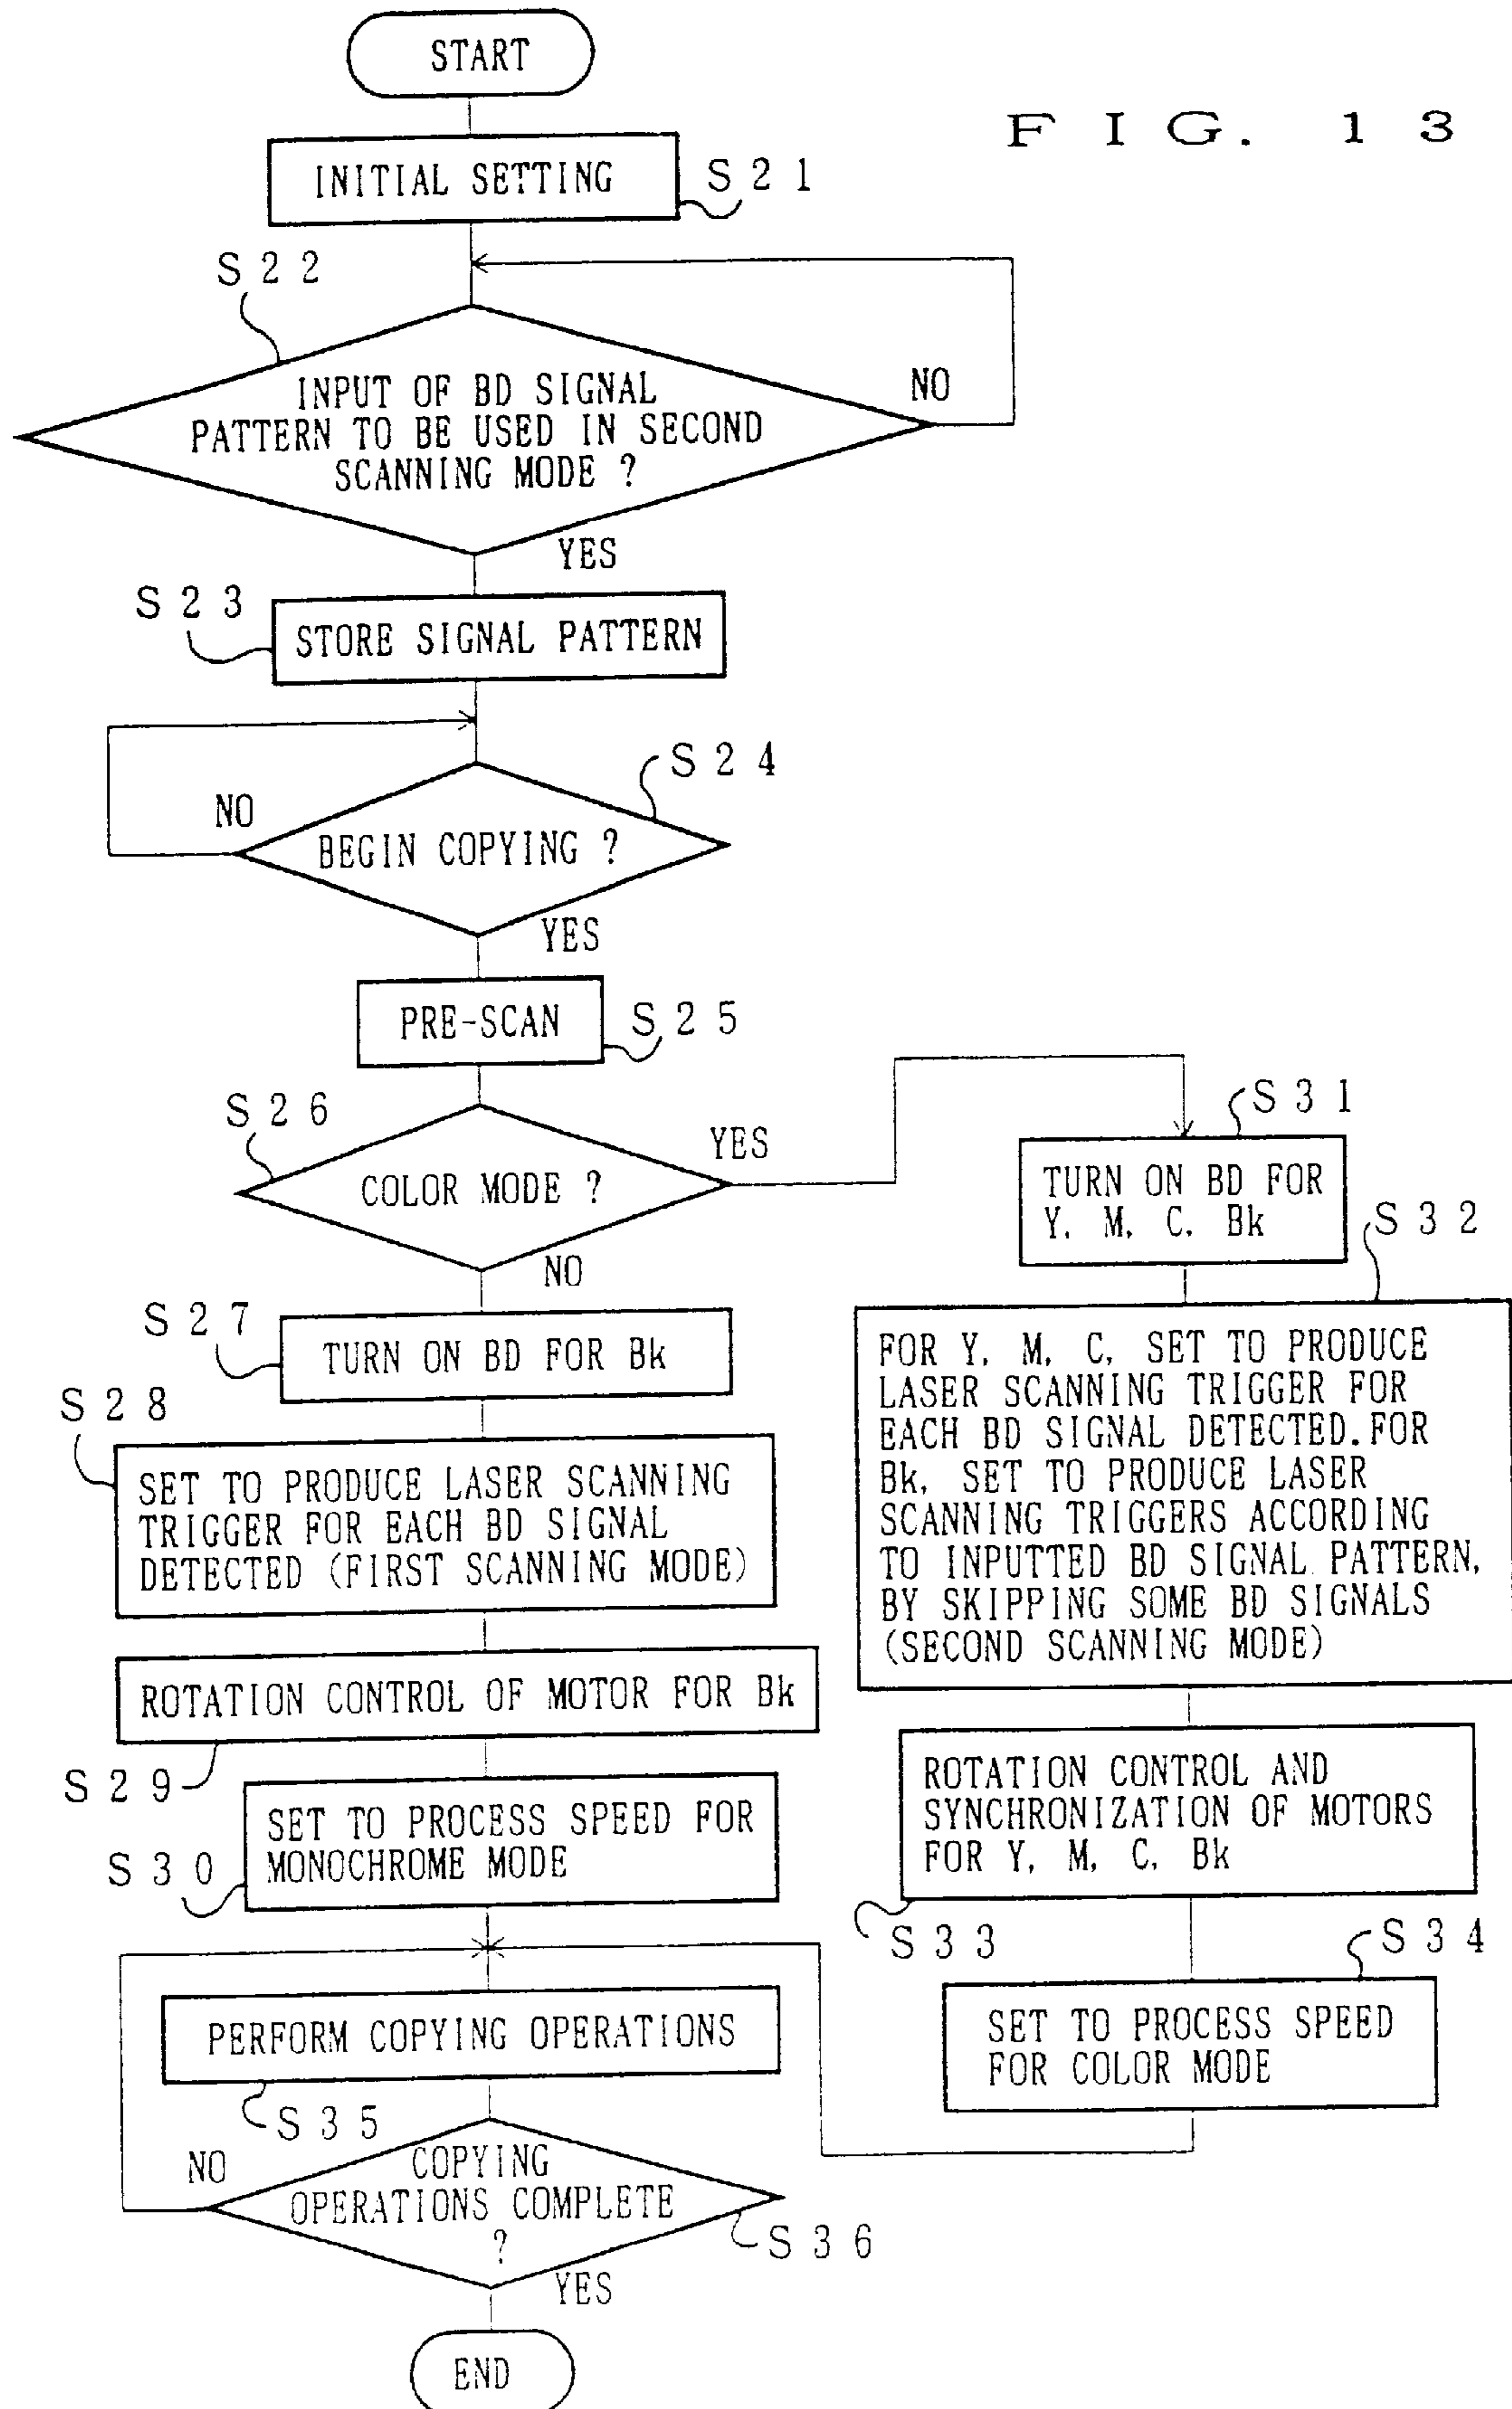 START
F I G. 1 3
INITIAL SETTING
S 2 1
S 2 2
INPUT OF BD SIGNAL
PATTERN TO BE USED IN SECOND
SCANNING MODE ?
NO
YES
S 2 3
STORE SIGNAL PATTERN
S 2 4
NO
BEGIN COPYING ?
YES
PRE-SCAN
S 2 5
S 2 6
COLOR MODE ?
YES
NO
S 2 7
TURN ON BD FOR Bk
S 2 8
SET TO PRODUCE LASER SCANNING
TRIGGER FOR EACH BD SIGNAL
DETECTED (FIRST SCANNING MODE)
ROTATION CONTROL OF MOTOR FOR Bk
S 2 9
SET TO PROCESS SPEED FOR
MONOCHROME MODE
S 3 0
S 3 1
TURN ON BD FOR
Y, M, C, Bk
S 3 2
FOR Y, M, C, SET TO PRODUCE
LASER SCANNING TRIGGER FOR
EACH BD SIGNAL DETECTED. FOR
Bk, SET TO PRODUCE LASER
SCANNING TRIGGERS ACCORDING
TO INPUTTED BD SIGNAL PATTERN,
BY SKIPPING SOME BD SIGNALS
(SECOND SCANNING MODE)
ROTATION CONTROL AND
SYNCHRONIZATION OF MOTORS
FOR Y, M, C, Bk
S 3 3
S 3 4
SET TO PROCESS SPEED
FOR COLOR MODE
PERFORM COPYING OPERATIONS
S 3 5
NO
COPYING
OPERATIONS COMPLETE
?
S 3 6
YES
END